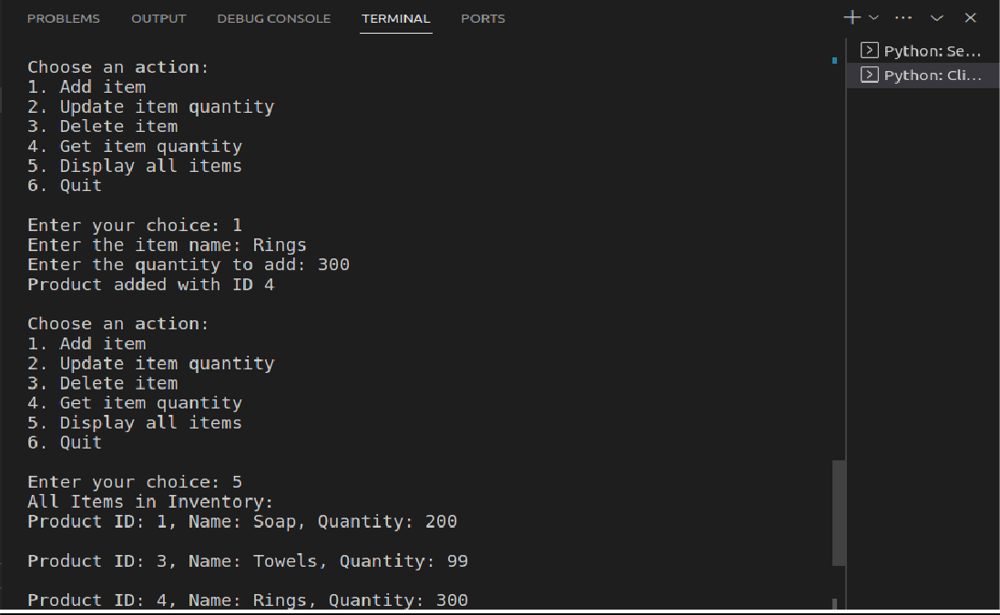 PROBLEMS OUTPUT DEBUG CONSOLE TERMINAL PORTS
Python: Se...
Python: Cli...
Choose an action:
1. Add item
2. Update item quantity
3. Delete item
4. Get item quantity
5. Display all items
6. Quit
Enter your choice: 1
Enter the item name: Rings
Enter the quantity to add: 300
Product added with ID 4
Choose an action:
1. Add item
2. Update item quantity
3. Delete item
4. Get item quantity
5. Display all items
6. Quit
Enter your choice: 5
All Items in Inventory:
Product ID: 1, Name: Soap, Quantity: 200
Product ID: 3, Name: Towels, Quantity: 99
Product ID: 4, Name: Rings, Quantity: 300